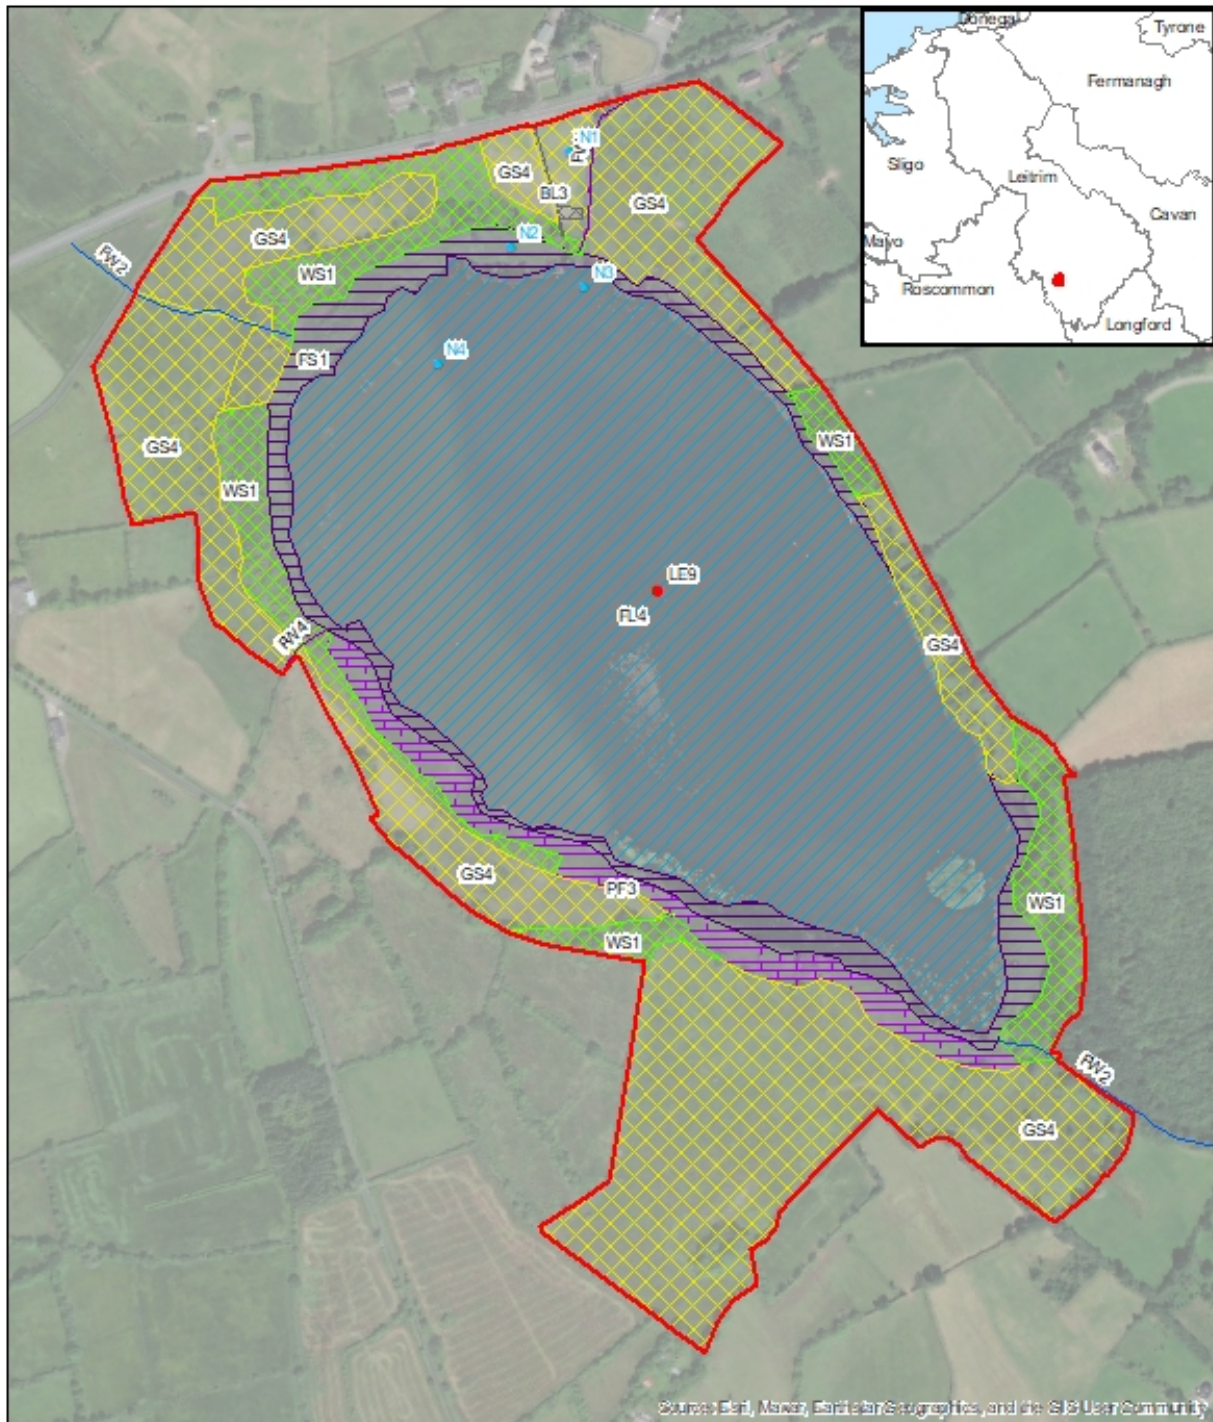 Donega
Tyrone
Fermanagh
Sligo
Leitrim
Cavan
Mayo
Roscommon
Longford
N1
GS4
BL3
GS4
N2
GS4
FW2
WS1
N3
N4
FS1
WS1
GS4
WS1
LE9
FL4
FW4
GS4
GS4
PF3
WS1
WS1
FW2
GS4
Source: Esri, Maxar, Earthstar Geographics, and the GIS User Community